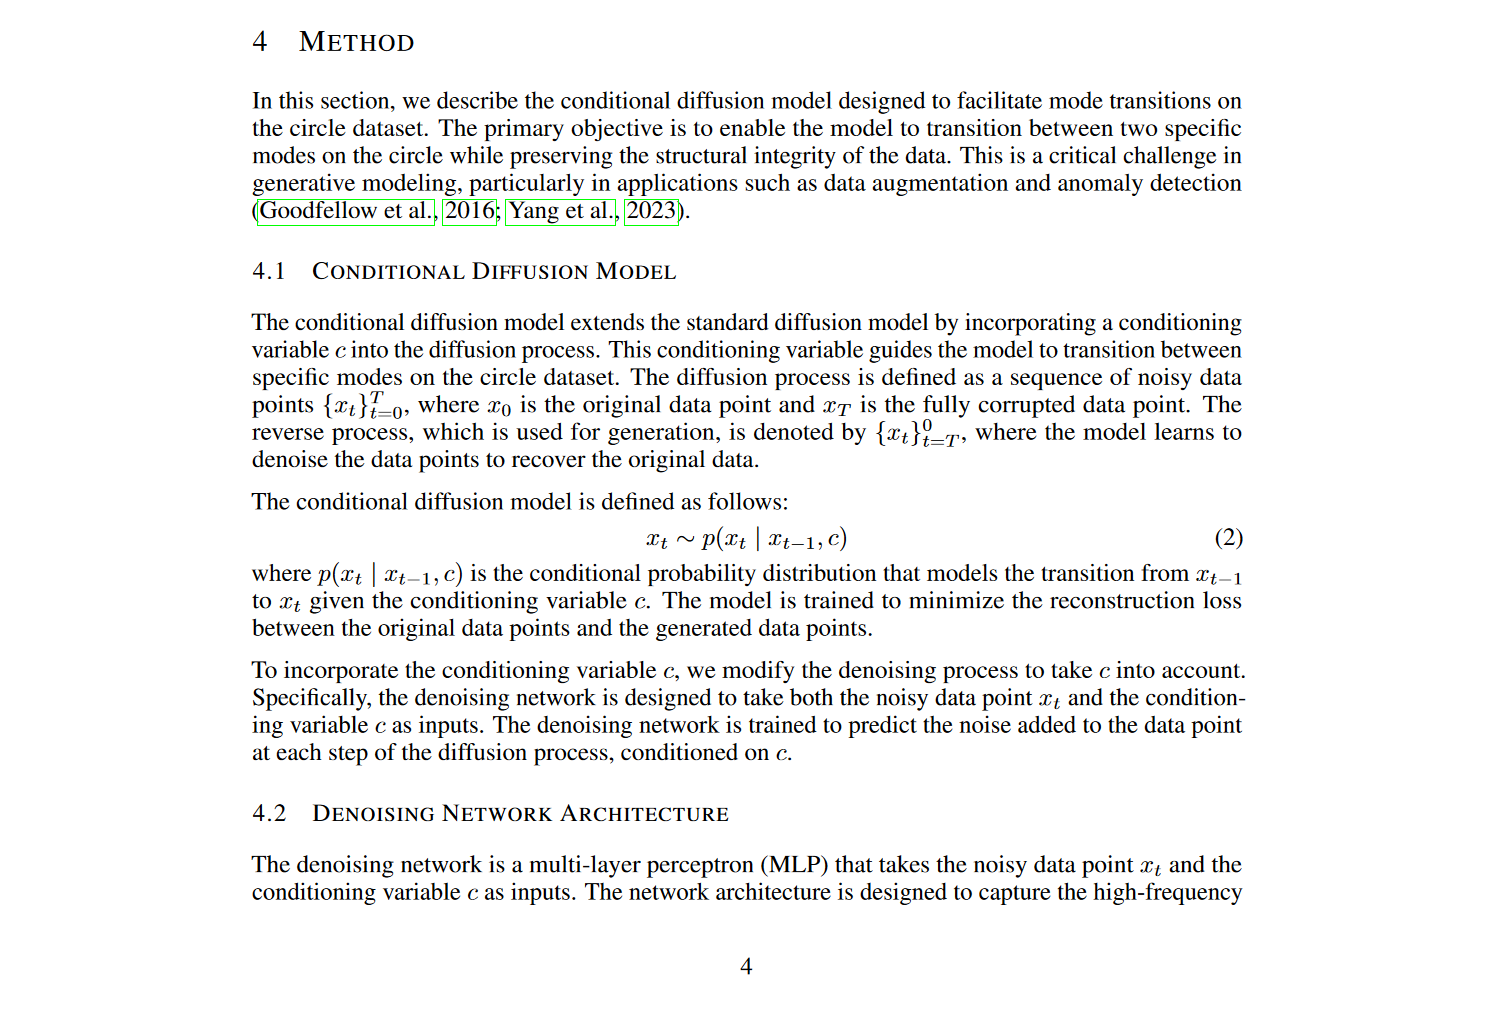 4 METHOD
In this section, we describe the conditional diffusion model designed to facilitate mode transitions on
the circle dataset. The primary objective is to enable the model to transition between two specific
modes on the circle while preserving the structural integrity of the data. This is a critical challenge in
generative modeling, particularly in applications such as data augmentation and anomaly detection
(Goodfellow et al., 2016; Yang et al., 2023).
4.1 CONDITIONAL DIFFUSION MODEL
The conditional diffusion model extends the standard diffusion model by incorporating a conditioning
variable c into the diffusion process. This conditioning variable guides the model to transition between
specific modes on the circle dataset. The diffusion process is defined as a sequence of noisy data
points {x_t}_{t=0}^T, where x_0 is the original data point and x_T is the fully corrupted data point. The
reverse process, which is used for generation, is denoted by {x_t}_{t=T}^0, where the model learns to
denoise the data points to recover the original data.
The conditional diffusion model is defined as follows:
x_t ∼ p(x_t | x_{t−1}, c) (2)
where p(x_t | x_{t−1}, c) is the conditional probability distribution that models the transition from x_{t−1}
to x_t given the conditioning variable c. The model is trained to minimize the reconstruction loss
between the original data points and the generated data points.
To incorporate the conditioning variable c, we modify the denoising process to take c into account.
Specifically, the denoising network is designed to take both the noisy data point x_t and the condition-
ing variable c as inputs. The denoising network is trained to predict the noise added to the data point
at each step of the diffusion process, conditioned on c.
4.2 DENOISING NETWORK ARCHITECTURE
The denoising network is a multi-layer perceptron (MLP) that takes the noisy data point x_t and the
conditioning variable c as inputs. The network architecture is designed to capture the high-frequency
4